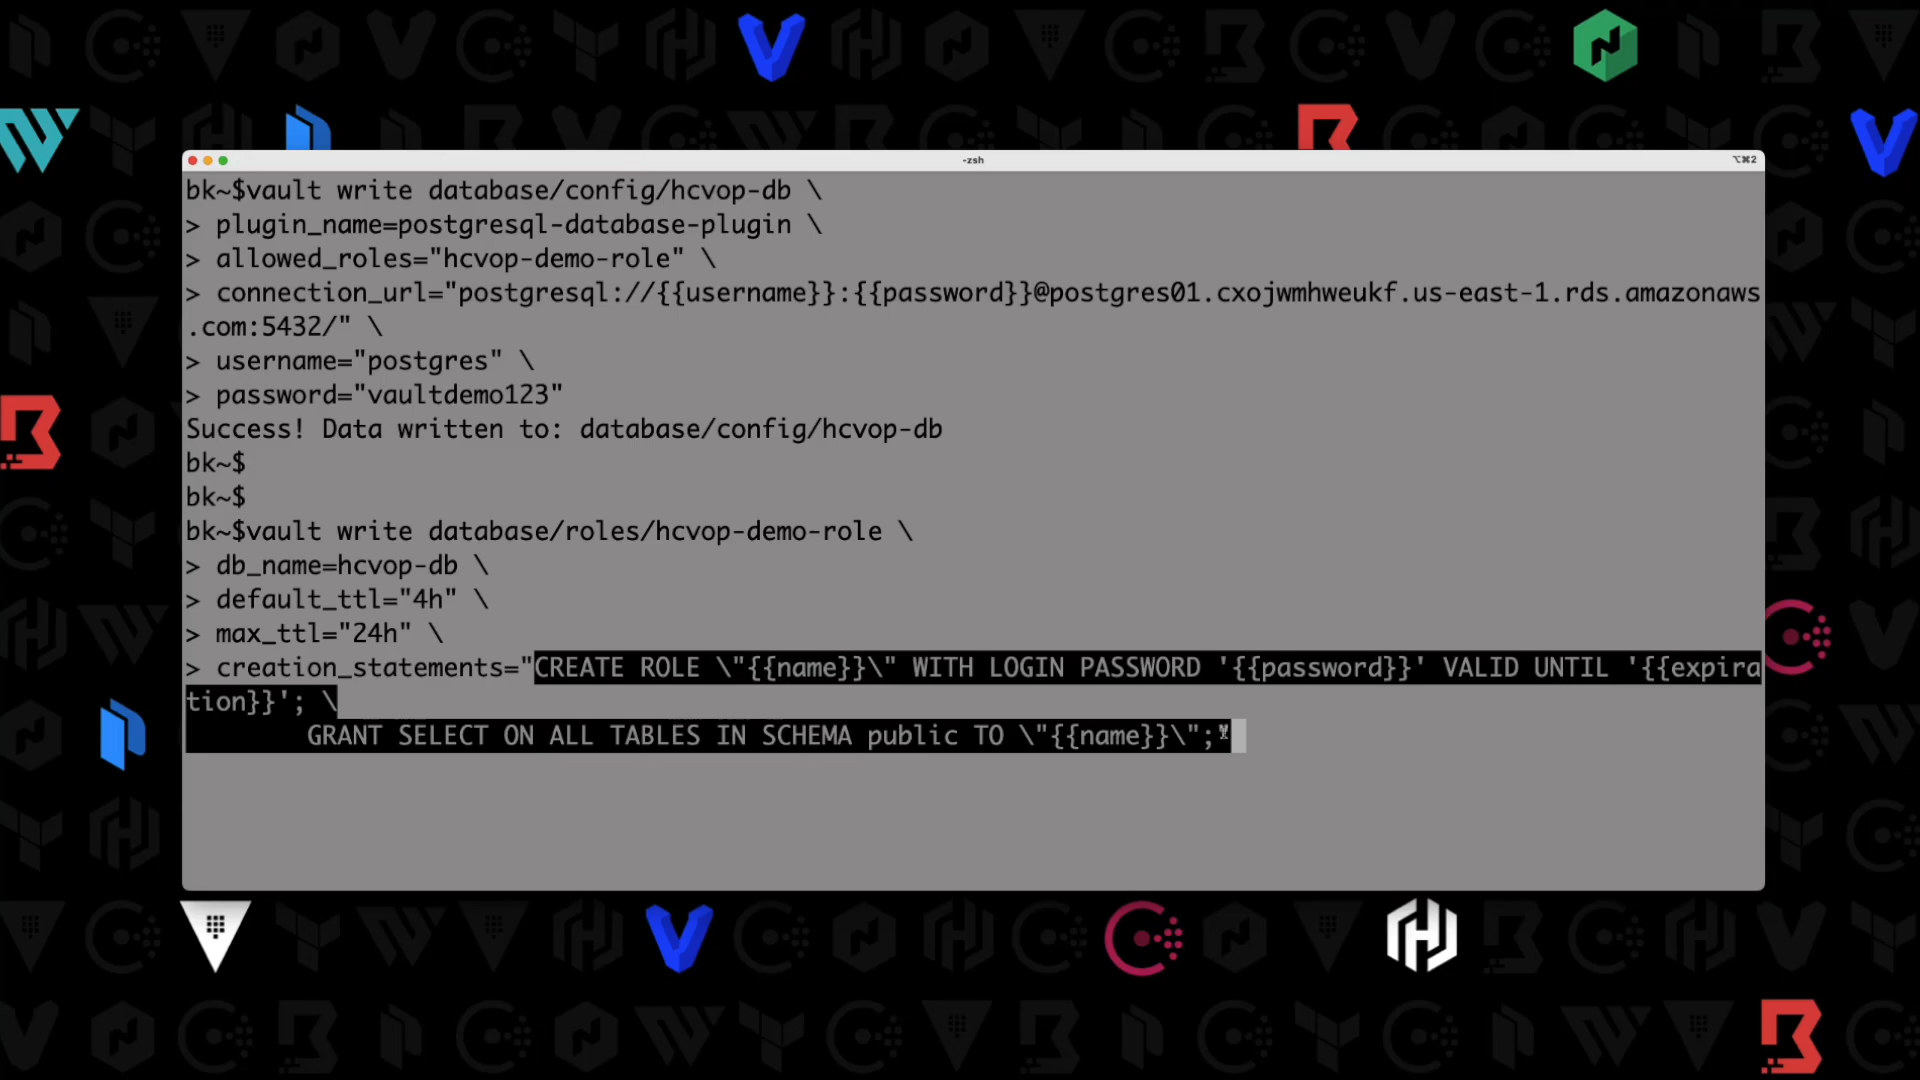 -zsh
⌥⌘2
bk~$vault write database/config/hcvop-db \
> plugin_name=postgresql-database-plugin \
> allowed_roles="hcvop-demo-role" \
> connection_url="postgresql://{{username}}:{{password}}@postgres01.cxojwmhweukf.us-east-1.rds.amazonaws
.com:5432/" \
> username="postgres" \
> password="vaultdemo123"
Success! Data written to: database/config/hcvop-db
bk~$
bk~$
bk~$vault write database/roles/hcvop-demo-role \
> db_name=hcvop-db \
> default_ttl="4h" \
> max_ttl="24h" \
> creation_statements="CREATE ROLE \"{{name}}\" WITH LOGIN PASSWORD '{{password}}' VALID UNTIL '{{expira
tion}}'; \
GRANT SELECT ON ALL TABLES IN SCHEMA public TO \"{{name}}\";"